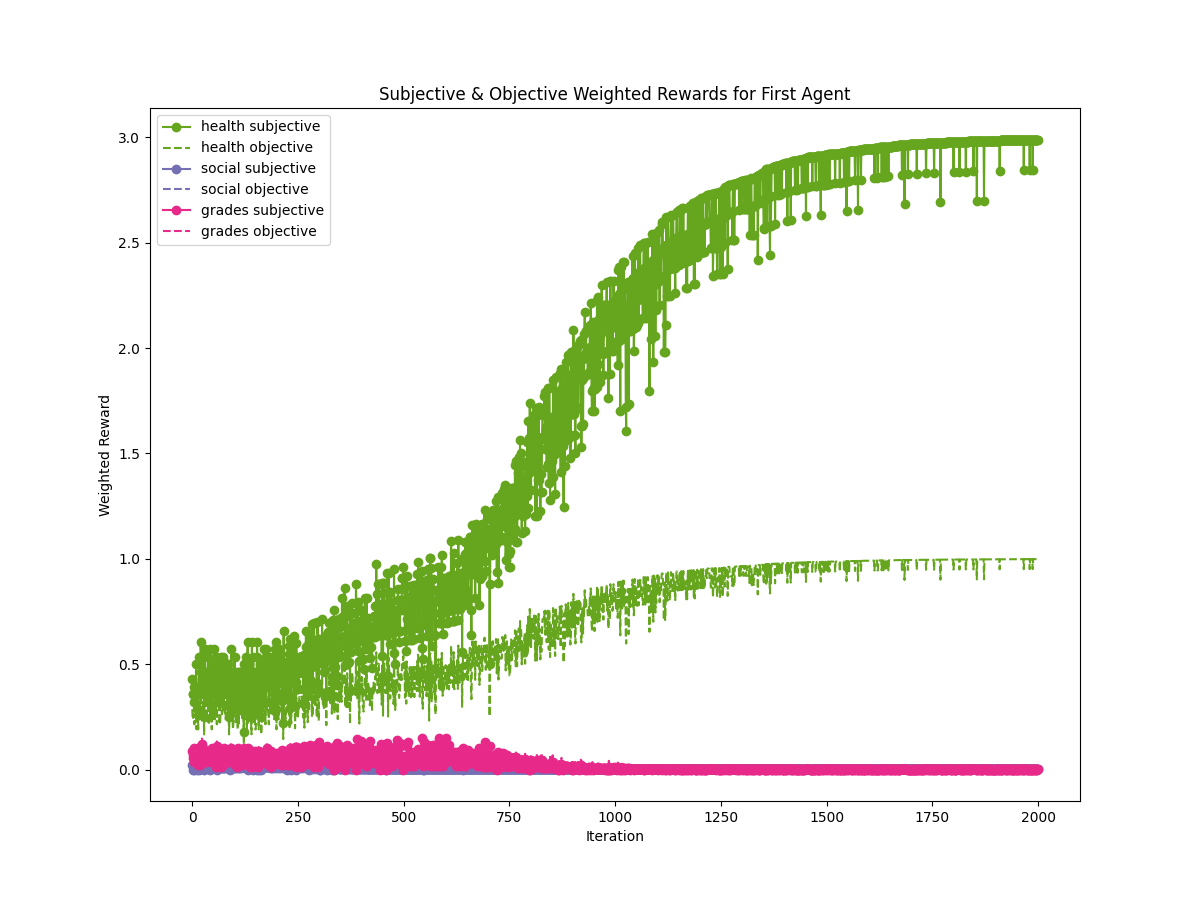 Subjective & Objective Weighted Rewards for First Agent
health subjective
health objective
social subjective
social objective
grades subjective
grades objective
3.0
2.5
2.0
1.5
1.0
0.5
0.0
Weighted Reward
0 250 500 750 1000 1250 1500 1750 2000
Iteration